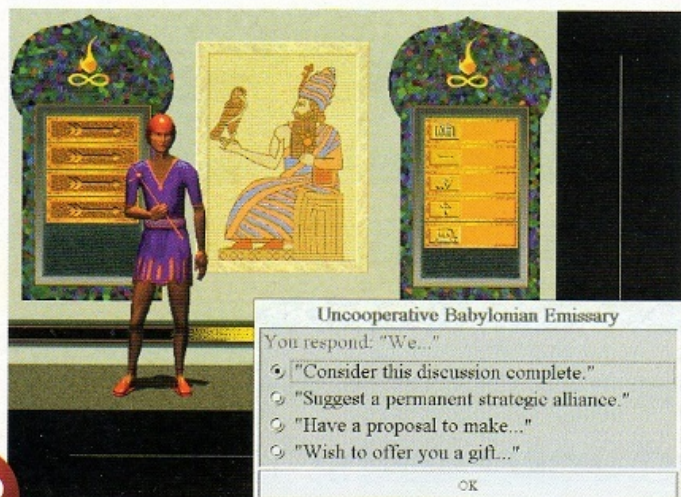 Uncooperative Babylonian Emissary
You respond: "We...
"Consider this discussion complete."
"Suggest a permanent strategic alliance."
"Have a proposal to make..."
"Wish to offer you a gift..."
OK